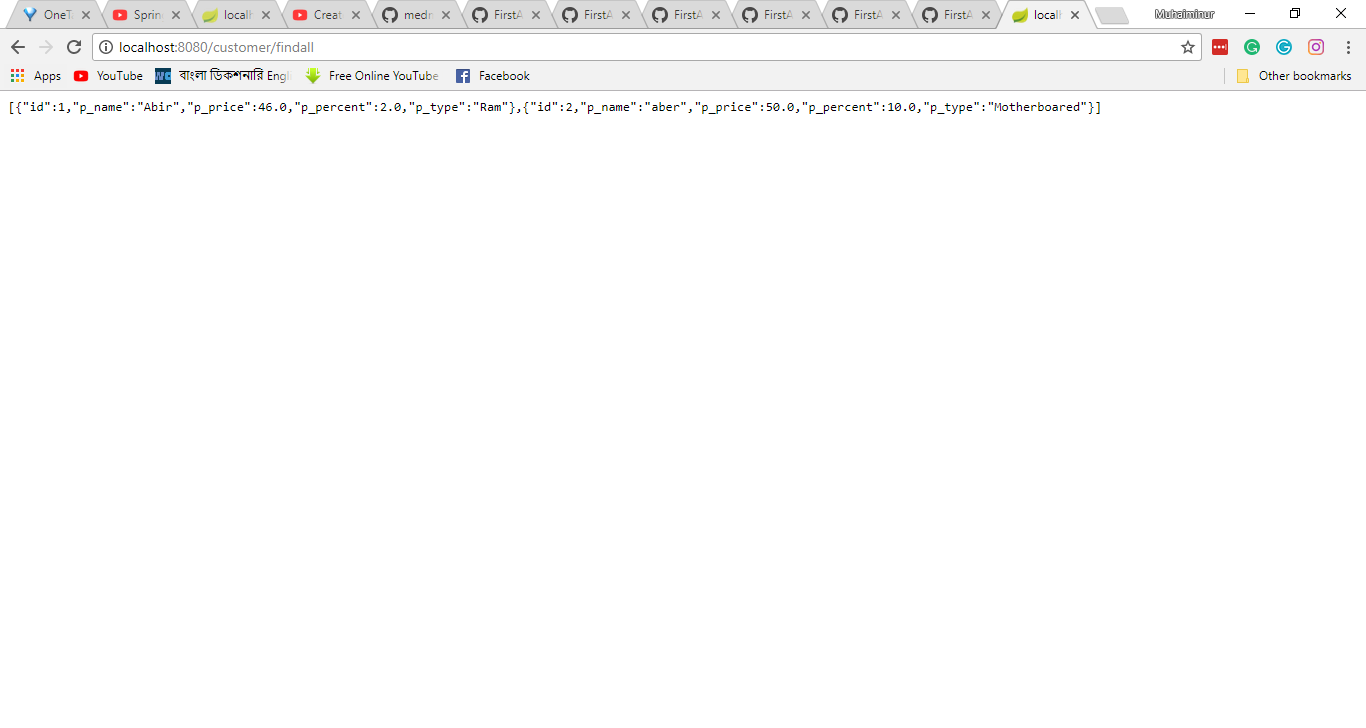 OneT Sprin localh Creat medr FirstA FirstA FirstA FirstA FirstA FirstA localh Muhaiminur
localhost:8080/customer/findall
Apps YouTube বাংলা ডিকশনারি Engl Free Online YouTube Facebook Other bookmarks
[{"id":1,"p_name":"Abir","p_price":46.0,"p_percent":2.0,"p_type":"Ram"},{"id":2,"p_name":"aber","p_price":50.0,"p_percent":10.0,"p_type":"Motherboared"}]